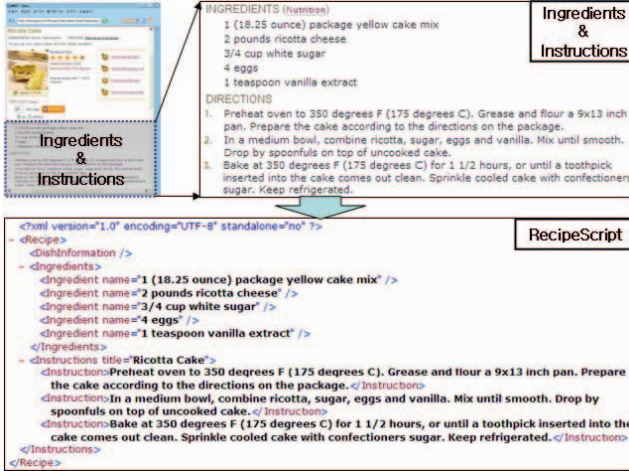 Ricotta Cake
Ingredients
&
Instructions
INGREDIENTS (Nutrition)
1 (18.25 ounce) package yellow cake mix
2 pounds ricotta cheese
3/4 cup white sugar
4 eggs
1 teaspoon vanilla extract
DIRECTIONS
1. Preheat oven to 350 degrees F (175 degrees C). Grease and flour a 9x13 inch
pan. Prepare the cake according to the directions on the package.
2. In a medium bowl, combine ricotta, sugar, eggs and vanilla. Mix until smooth.
Drop by spoonfuls on top of uncooked cake.
3. Bake at 350 degrees F (175 degrees C) for 1 1/2 hours, or until a toothpick
inserted into the cake comes out clean. Sprinkle cooled cake with confectioners
sugar. Keep refrigerated.
Ingredients
&
Instructions
<?xml version="1.0" encoding="UTF-8" standalone="no" ?>
- <Recipe>
<DishInformation />
- <Ingredients>
<Ingredient name="1 (18.25 ounce) package yellow cake mix" />
<Ingredient name="2 pounds ricotta cheese" />
<Ingredient name="3/4 cup white sugar" />
<Ingredient name="4 eggs" />
<Ingredient name="1 teaspoon vanilla extract" />
</Ingredients>
- <Instructions title="Ricotta Cake">
<Instruction>Preheat oven to 350 degrees F (175 degrees C). Grease and flour a 9x13 inch pan. Prepare
the cake according to the directions on the package.</Instruction>
<Instruction>In a medium bowl, combine ricotta, sugar, eggs and vanilla. Mix until smooth. Drop by
spoonfuls on top of uncooked cake.</Instruction>
<Instruction>Bake at 350 degrees F (175 degrees C) for 1 1/2 hours, or until a toothpick inserted into the
cake comes out clean. Sprinkle cooled cake with confectioners sugar. Keep refrigerated.</Instruction>
</Instructions>
</Recipe>
RecipeScript